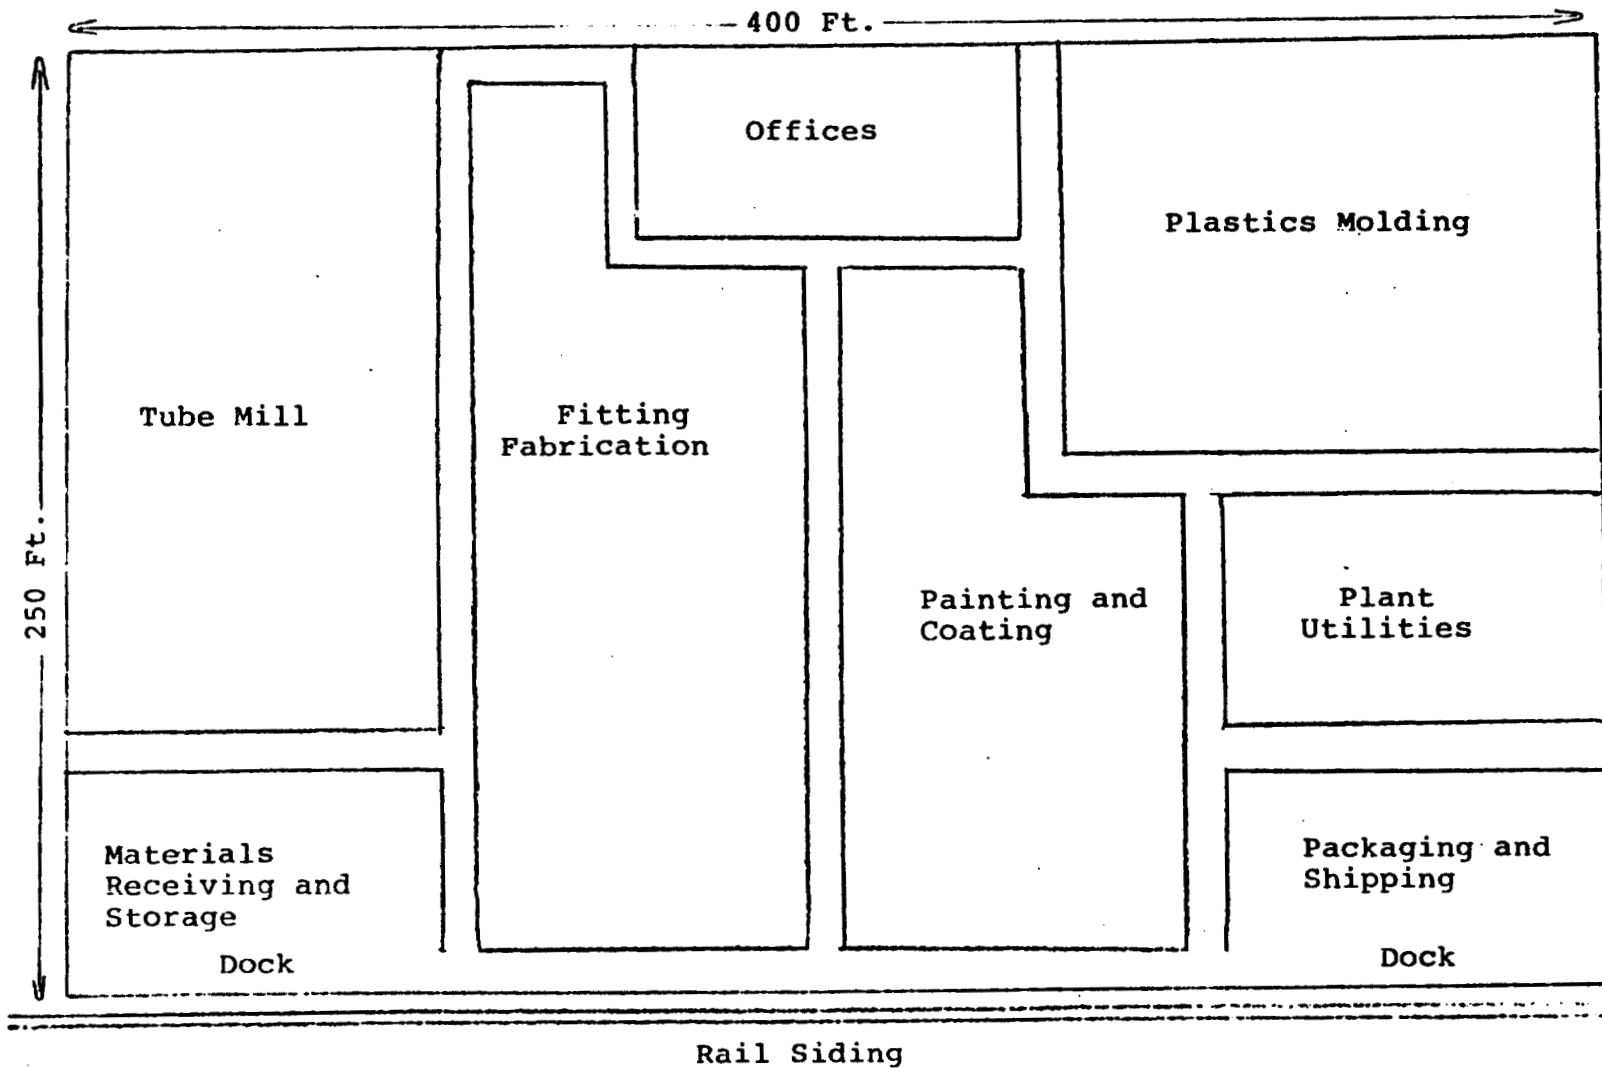 400 Ft.
Offices
Plastics Molding
Tube Mill
Fitting
Fabrication
250 Ft.
Painting and
Coating
Plant
Utilities
Materials
Receiving and
Storage
Dock
Packaging and
Shipping
Dock
Rail Siding